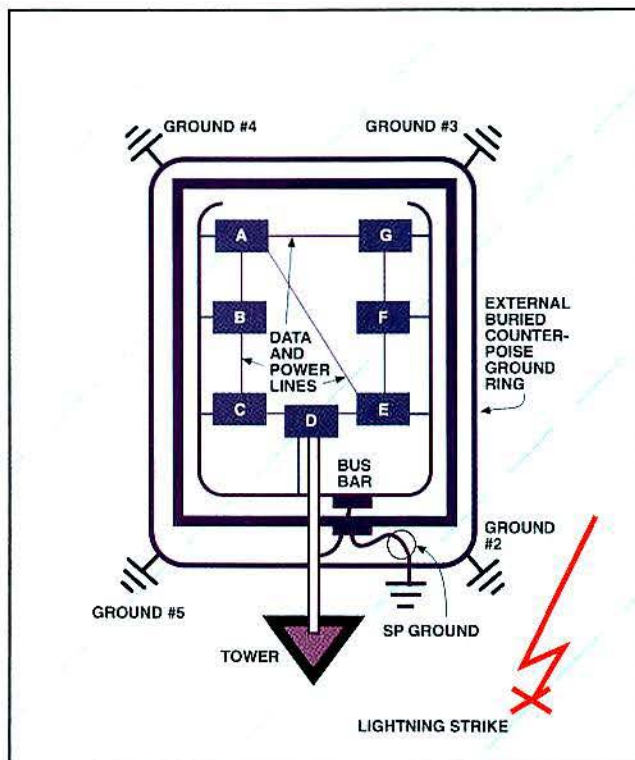 GROUND #4
GROUND #3
A
G
B
F
EXTERNAL
BURIED
COUNTER-
POISE
GROUND
RING
DATA
AND
POWER
LINES
C
D
E
BUS
BAR
GROUND
#2
GROUND #5
SP GROUND
TOWER
LIGHTNING STRIKE